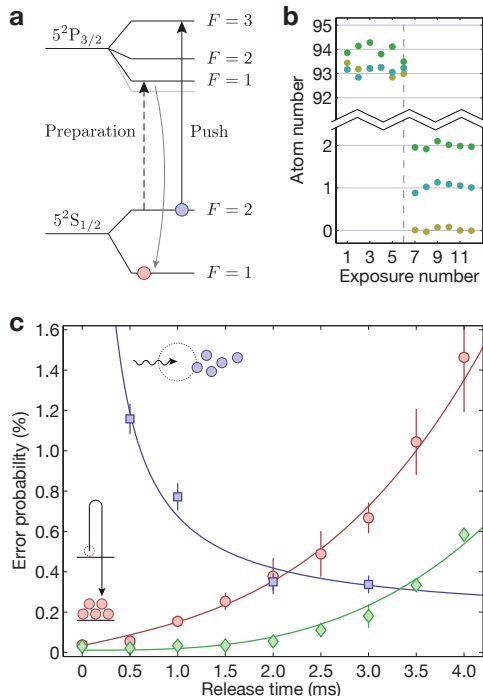 a
5²P₃/₂
F = 3
F = 2
F = 1
Preparation
Push
5²S₁/₂
F = 2
F = 1
b
Atom number
95
94
93
92
2
1
0
1 3 5 7 9 11
Exposure number
c
Error probability (%)
1.6
1.4
1.2
1.0
0.8
0.6
0.4
0.2
0
0 0.5 1.0 1.5 2.0 2.5 3.0 3.5 4.0
Release time (ms)